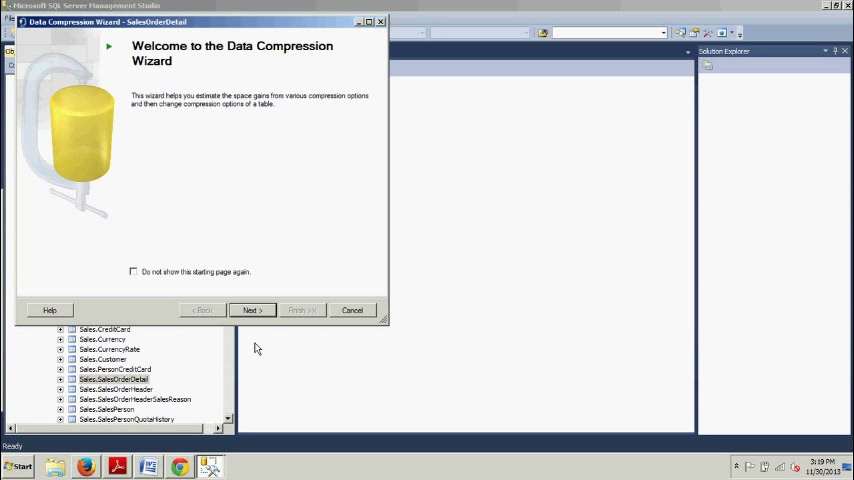 Microsoft SQL Server Management Studio
Data Compression Wizard - SalesOrderDetail
Welcome to the Data Compression
Wizard
This wizard helps you estimate the space gains from various compression options
and then change compression options of a table.
Do not show this starting page again.
Help
< Back
Next >
Finish >>|
Cancel
Solution Explorer
Sales.CreditCard
Sales.Currency
Sales.CurrencyRate
Sales.Customer
Sales.PersonCreditCard
Sales.SalesOrderDetail
Sales.SalesOrderHeader
Sales.SalesOrderHeaderSalesReason
Sales.SalesPerson
Sales.SalesPersonQuotaHistory
Ready
Start
3:19 PM
11/30/2013